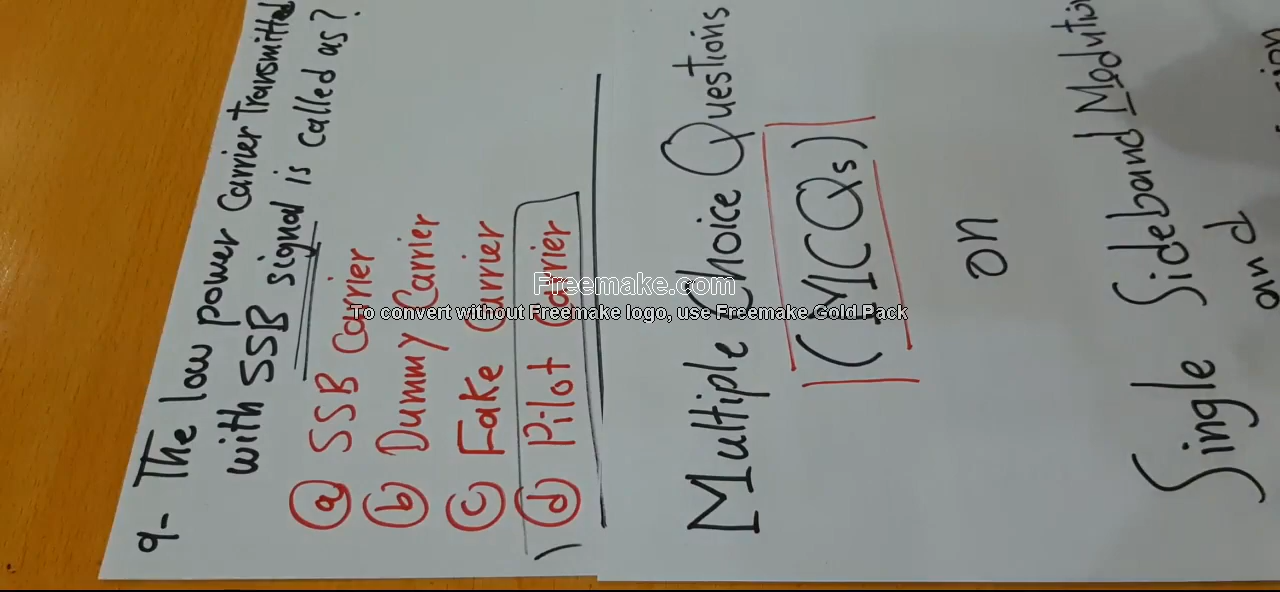 9- The low power carrier transmitted
with SSB signal is called as?
a SSB Carrier
b Dummy Carrier
c Fake Carrier
d Pilot Carrier
Multiple Choice Questions
(MCQs)
on
Single Sideband Modution
and
Freemake.com
To convert without Freemake logo, use Freemake Gold Pack